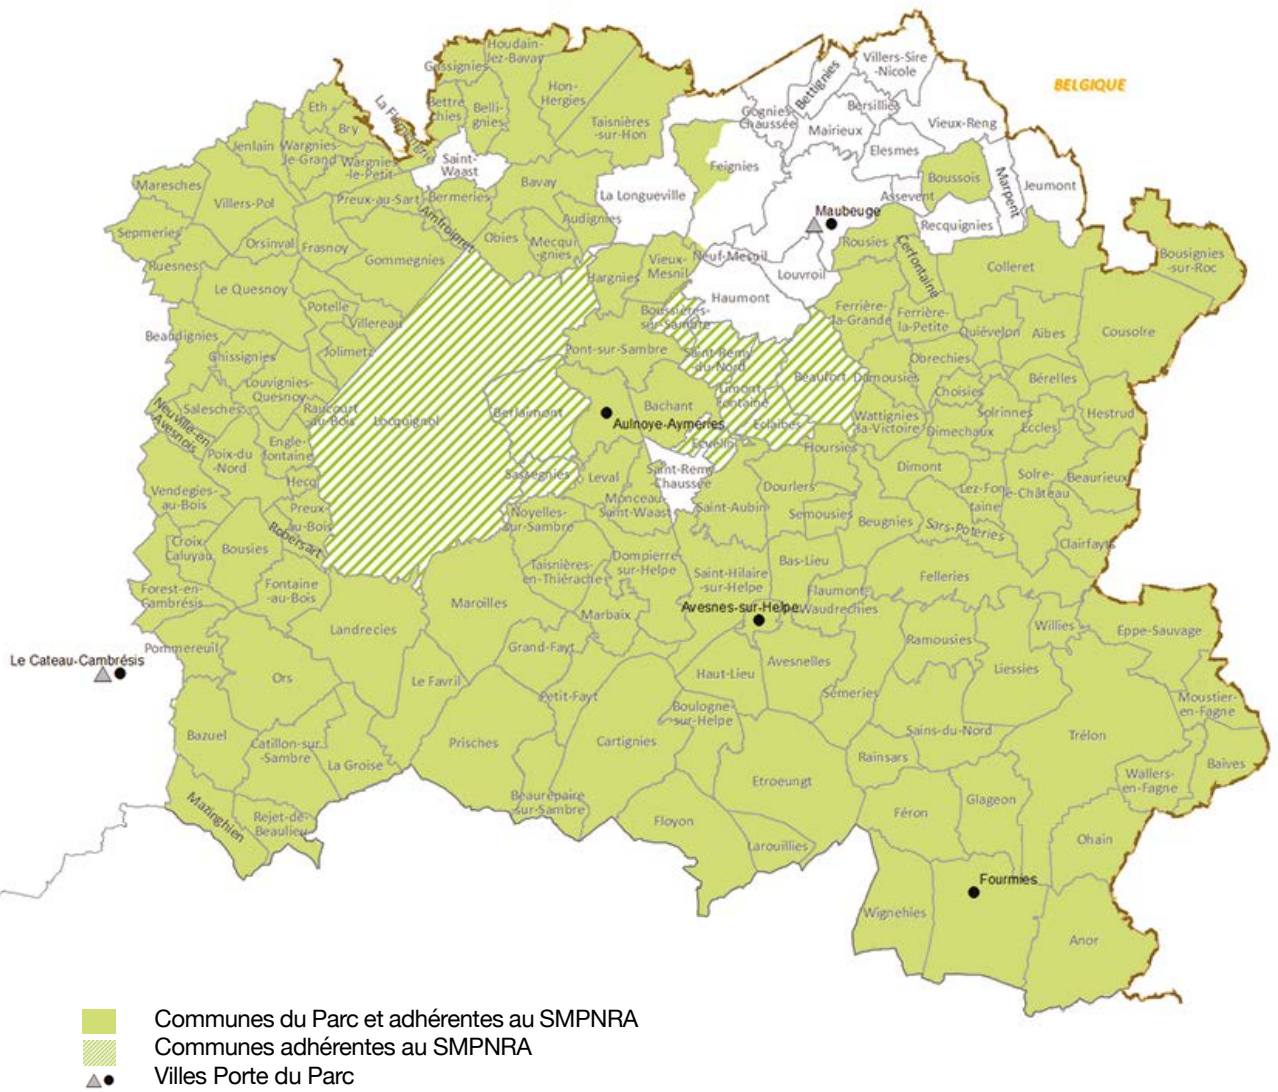 Houdain-
lez-Bavay
Gussignies
Villers-Sire
-Nicole
Bettignies
BELGIQUE
Hon-
Hergies
Eth
La Flamengrie
Bettre
chies
Belli-
gnies
Bersillies
Gognies
Chaussée
Taisnières
-sur-Hon
Bry
Mairieux
Vieux-Reng
Jenlain
Wargnies-
le-Grand
Elesmes
Wargnies
-le-Petit
Saint-
Waast
Feignies
Boussois
Maresches
Bavay
Marpent
Jeumont
Villers-Pol
Preux-au-Sart
Bermeries
La Longueville
Assevent
Maubeuge
Audignies
Amfroipret
Sepmeries
Obies
Recquignies
Orsinval
Frasnoy
Mecqui
-gnies
Rousies
Cerfontaine
Gommegnies
Vieux-
Mesnil
Neuf-Mesnil
Bousignies
-sur-Roc
Ruesnes
Hargnies
Louvroil
Colleret
Le Quesnoy
Haumont
Potelle
Boussières-
sur-Sambre
Ferrière-
la-Grande
Ferrière-
la-Petite
Villereau
Beaudignies
Quiévelon
Aibes
Cousolre
Ghissignies
Jolimetz
Pont-sur-Sambre
Saint-Remy
du-Nord
Obrechies
Louvignies-
Quesnoy
Beaufort
Damousies
Bérelles
Limont
Fontaine
Choisies
Neuville-en
Avesnois
Salesches
Raucourt
-au-Bois
Locquignol
Berlaimont
Bachant
Solrinnes
Hestrud
Aulnoye-Aymeries
Eclaibes
Wattignies
-la-Victoire
Dimechaux
Eccles
Engle-
fontaine
Ecuélin
Hoursies
Poix-du
-Nord
Hecq
Sassegnies
Leval
Saint-Remy
Chaussée
Dimont
Solre-
le-Château
Beaurieux
Vendegies-
au-Bois
Dourlers
Lez-Fon
taine
Preux
-au-Bois
Monceau-
Saint-Waast
Saint-Aubin
Noyelles-
sur-Sambre
Semousies
Beugnies
Sars-Poteries
Robersart
Croix-
Caluyau
Bousies
Clairfayts
Dompierre-
sur-Helpe
Bas-Lieu
Taisnières-
en-Thiérache
Saint-Hilaire
-sur-Helpe
Felleries
Forest-en-
Cambrésis
Fontaine
-au-Bois
Flaumont-
Waudrechies
Maroilles
Avesnes-sur-Helpe
Marbaix
Landrecies
Willies
Eppe-Sauvage
Ramousies
Pommereuil
Grand-Fayt
Le Cateau-Cambrésis
Avesnelles
Liessies
Haut-Lieu
Ors
Le Favril
Petit-Fayt
Sémeries
Moustier-
en-Fagne
Boulogne-
sur-Helpe
Bazuel
Sains-du-Nord
Trélon
Catillon-sur
-Sambre
Prisches
Cartignies
La Groise
Rainsars
Baives
Etroeungt
Wallers-
en-Fagne
Beaurepaire
-sur-Sambre
Glageon
Mazinghien
Féron
Rejet-de-
Beaulieu
Floyon
Ohain
Larouillies
Fourmies
Wignehies
Anor
Communes du Parc et adhérentes au SMPNRA
Communes adhérentes au SMPNRA
Villes Porte du Parc